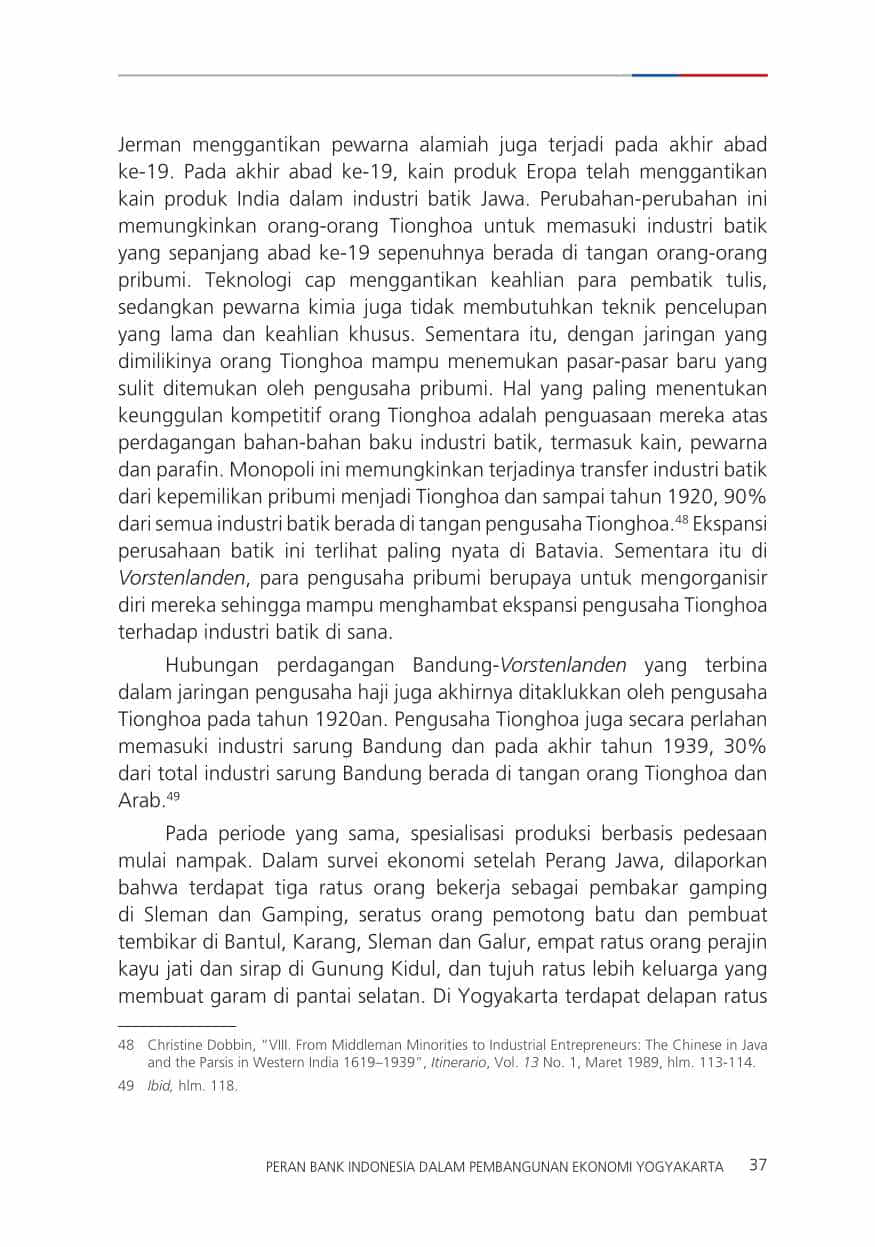 Jerman menggantikan pewarna alamiah juga terjadi pada akhir abad
ke-19. Pada akhir abad ke-19, kain produk Eropa telah menggantikan
kain produk India dalam industri batik Jawa. Perubahan-perubahan ini
memungkinkan orang-orang Tionghoa untuk memasuki industri batik
yang sepanjang abad ke-19 sepenuhnya berada di tangan orang-orang
pribumi. Teknologi cap menggantikan keahlian para pembatik tulis,
sedangkan pewarna kimia juga tidak membutuhkan teknik pencelupan
yang lama dan keahlian khusus. Sementara itu, dengan jaringan yang
dimilikinya orang Tionghoa mampu menemukan pasar-pasar baru yang
sulit ditemukan oleh pengusaha pribumi. Hal yang paling menentukan
keunggulan kompetitif orang Tionghoa adalah penguasaan mereka atas
perdagangan bahan-bahan baku industri batik, termasuk kain, pewarna
dan parafin. Monopoli ini memungkinkan terjadinya transfer industri batik
dari kepemilikan pribumi menjadi Tionghoa dan sampai tahun 1920, 90%
dari semua industri batik berada di tangan pengusaha Tionghoa.48 Ekspansi
perusahaan batik ini terlihat paling nyata di Batavia. Sementara itu di
Vorstenlanden, para pengusaha pribumi berupaya untuk mengorganisir
diri mereka sehingga mampu menghambat ekspansi pengusaha Tionghoa
terhadap industri batik di sana.
Hubungan perdagangan Bandung-Vorstenlanden yang terbina
dalam jaringan pengusaha haji juga akhirnya ditaklukkan oleh pengusaha
Tionghoa pada tahun 1920an. Pengusaha Tionghoa juga secara perlahan
memasuki industri sarung Bandung dan pada akhir tahun 1939, 30%
dari total industri sarung Bandung berada di tangan orang Tionghoa dan
Arab.49
Pada periode yang sama, spesialisasi produksi berbasis pedesaan
mulai nampak. Dalam survei ekonomi setelah Perang Jawa, dilaporkan
bahwa terdapat tiga ratus orang bekerja sebagai pembakar gamping
di Sleman dan Gamping, seratus orang pemotong batu dan pembuat
tembikar di Bantul, Karang, Sleman dan Galur, empat ratus orang perajin
kayu jati dan sirap di Gunung Kidul, dan tujuh ratus lebih keluarga yang
membuat garam di pantai selatan. Di Yogyakarta terdapat delapan ratus
48 Christine Dobbin, "VIII. From Middleman Minorities to Industrial Entrepreneurs: The Chinese in Java
and the Parsis in Western India 1619–1939", Itinerario, Vol. 13 No. 1, Maret 1989, hlm. 113-114.
49 Ibid, hlm. 118.
PERAN BANK INDONESIA DALAM PEMBANGUNAN EKONOMI YOGYAKARTA 37